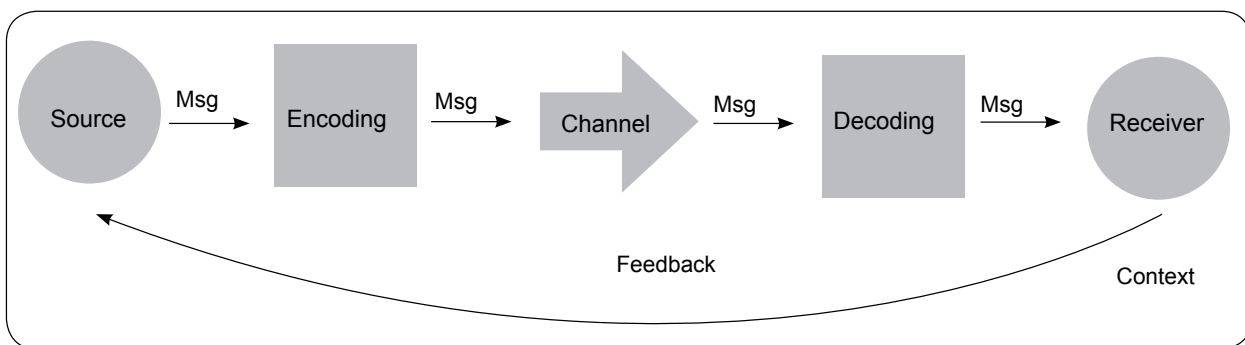 Source
Msg
Encoding
Msg
Channel
Msg
Decoding
Msg
Receiver
Feedback
Context